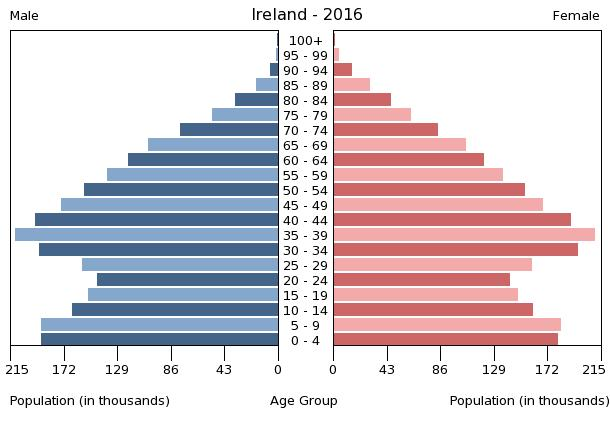 Ireland - 2016
Male
Female
100+
95 - 99
90 - 94
85 - 89
80 - 84
75 - 79
70 - 74
65 - 69
60 - 64
55 - 59
50 - 54
45 - 49
40 - 44
35 - 39
30 - 34
25 - 29
20 - 24
15 - 19
10 - 14
5 - 9
0 - 4
215 172 129 86 43 0 0 43 86 129 172 215
Population (in thousands) Age Group Population (in thousands)